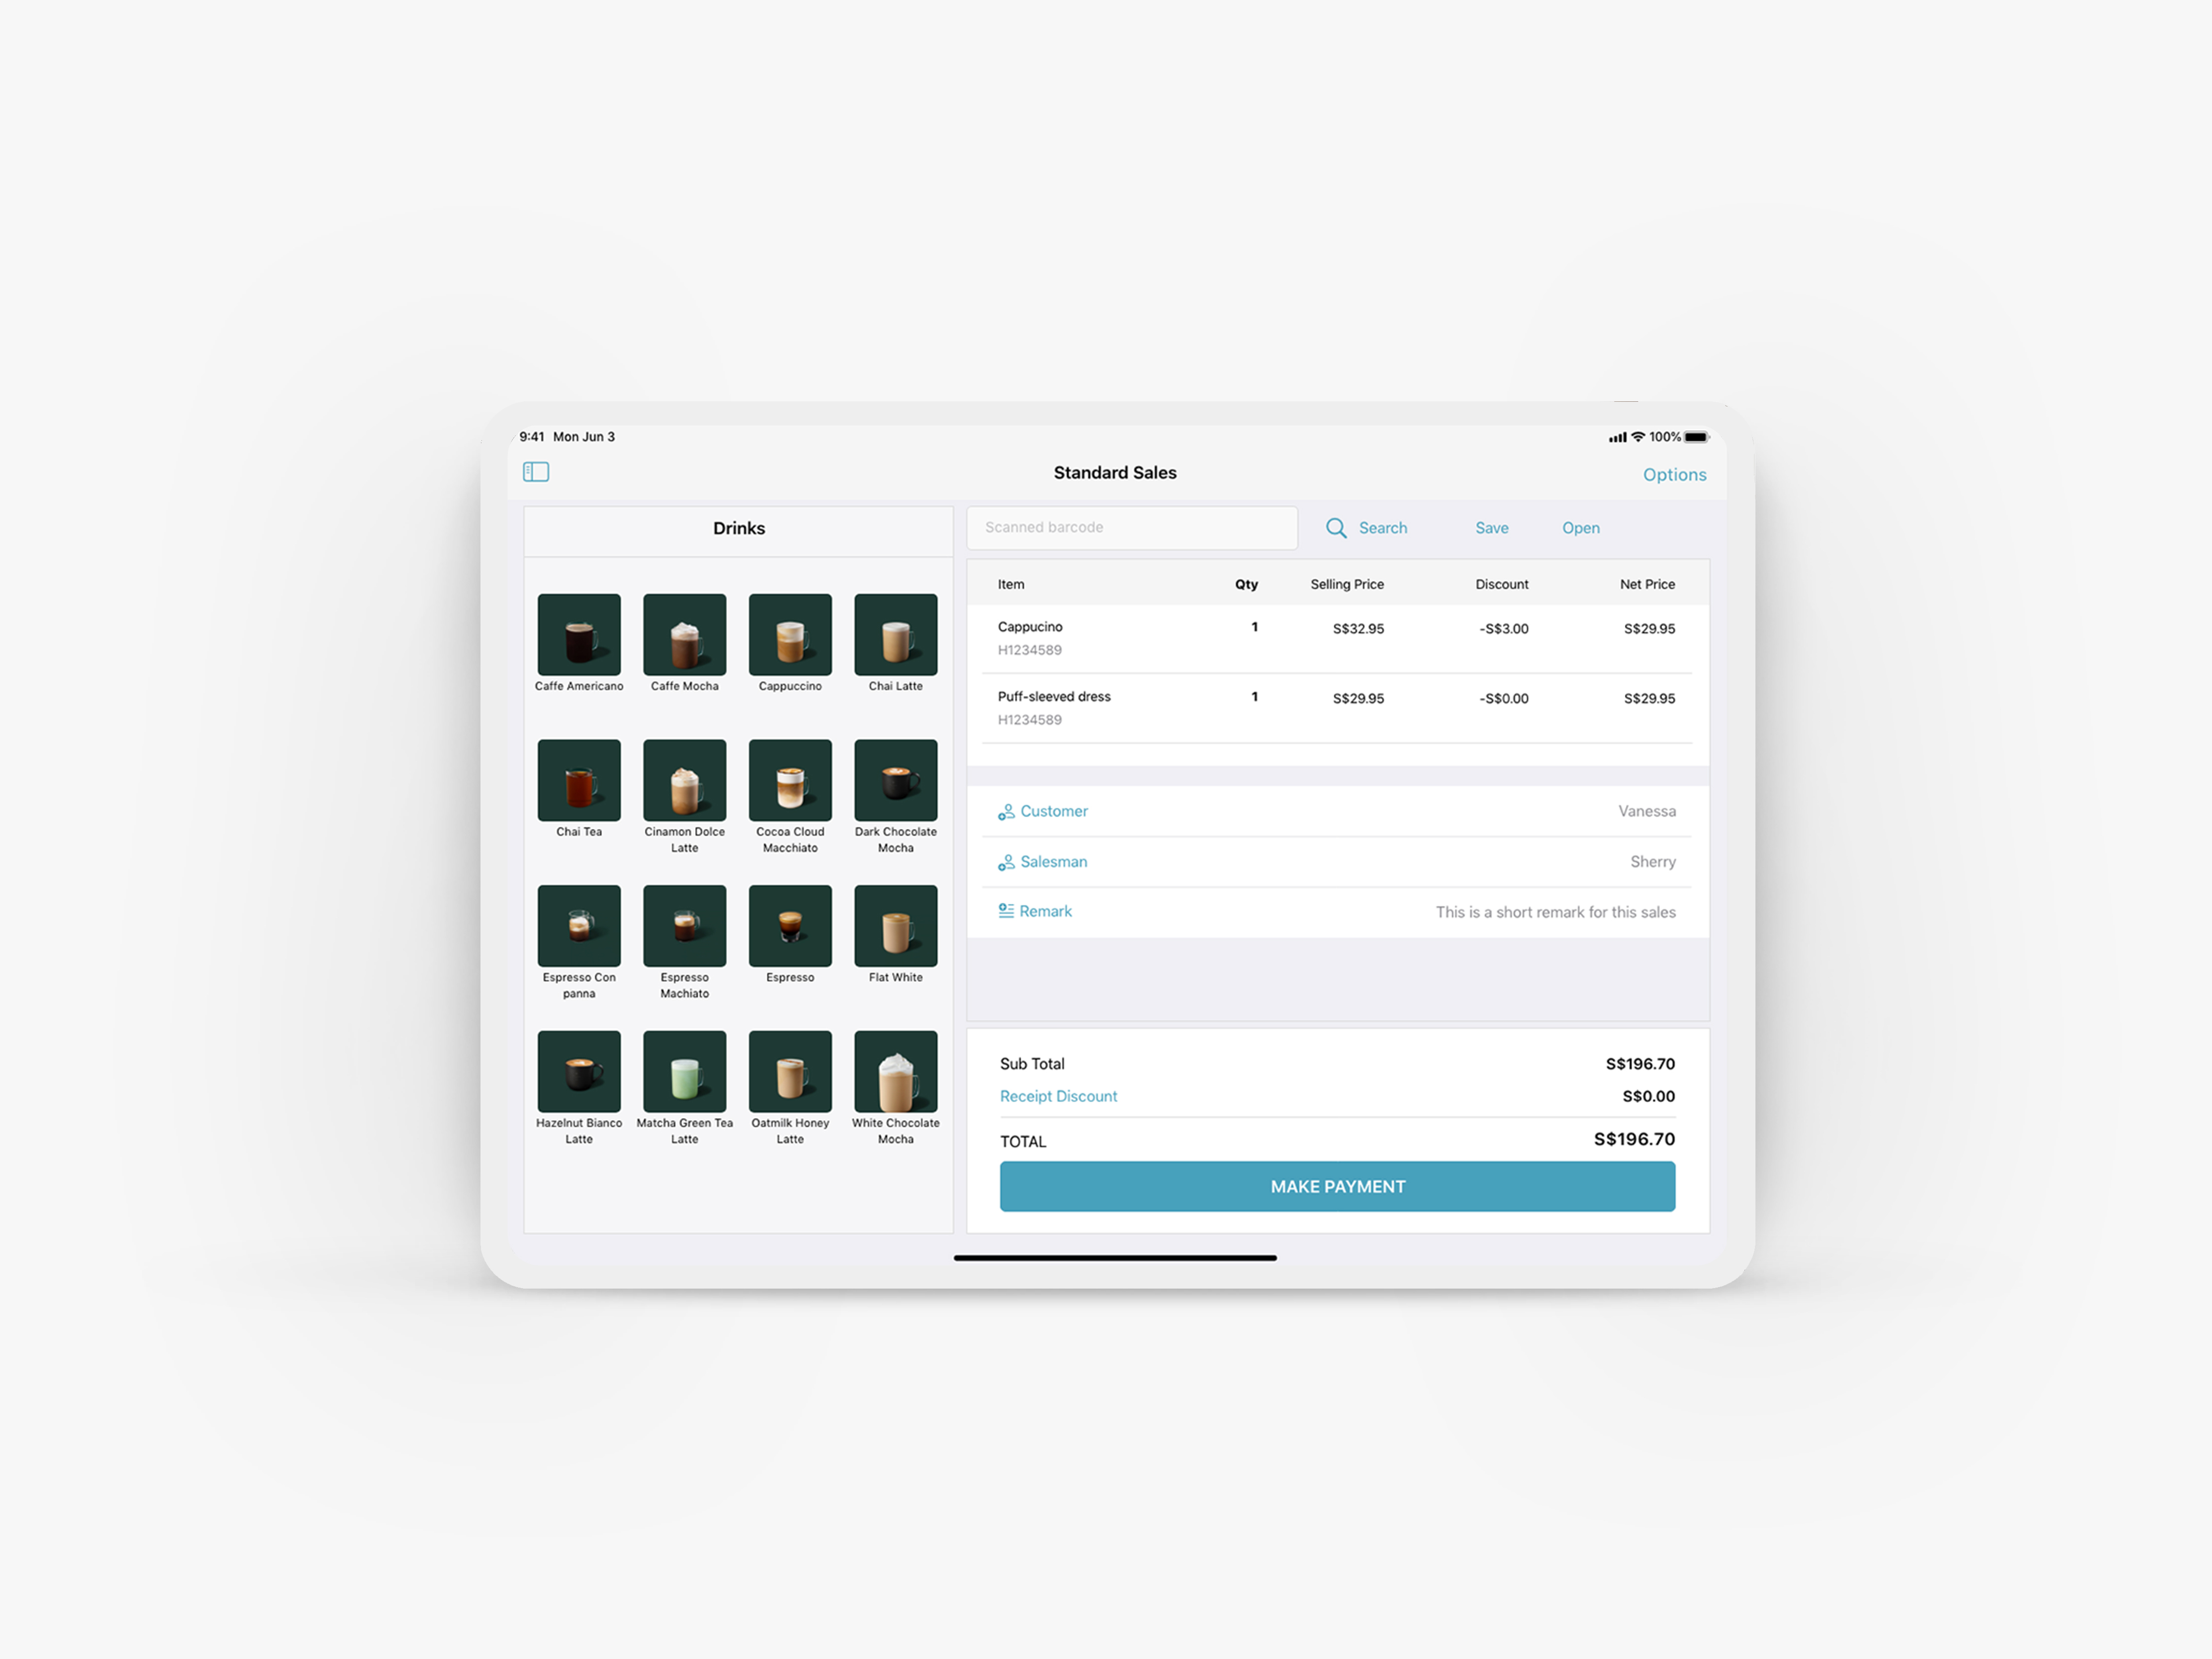 9:41 Mon Jun 3
100%
Standard Sales
Options
Drinks
Caffe Americano
Caffe Mocha
Cappuccino
Chai Latte
Chai Tea
Cinamon Dolce
Latte
Cocoa Cloud
Macchiato
Dark Chocolate
Mocha
Espresso Con
panna
Espresso
Machiato
Espresso
Flat White
Hazelnut Bianco
Latte
Matcha Green Tea
Latte
Oatmilk Honey
Latte
White Chocolate
Mocha
Scanned barcode
Search
Save
Open
Item Qty Selling Price Discount Net Price
Cappucino 1 S$32.95 -S$3.00 S$29.95
H1234589
Puff-sleeved dress 1 S$29.95 -S$0.00 S$29.95
H1234589
Customer Vanessa
Salesman Sherry
Remark This is a short remark for this sales
Sub Total S$196.70
Receipt Discount S$0.00
TOTAL S$196.70
MAKE PAYMENT